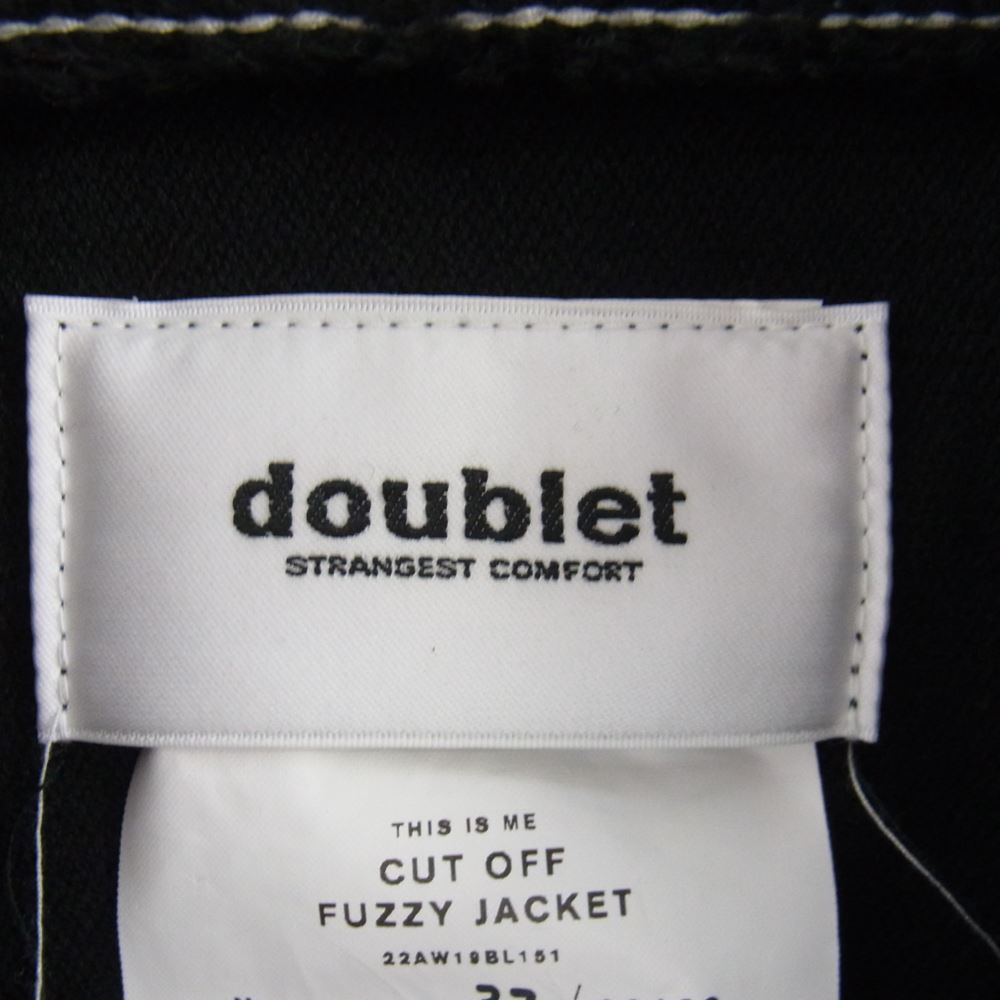 doublet
STRANGEST COMFORT
THIS IS ME
CUT OFF
FUZZY JACKET
22AW19BL151